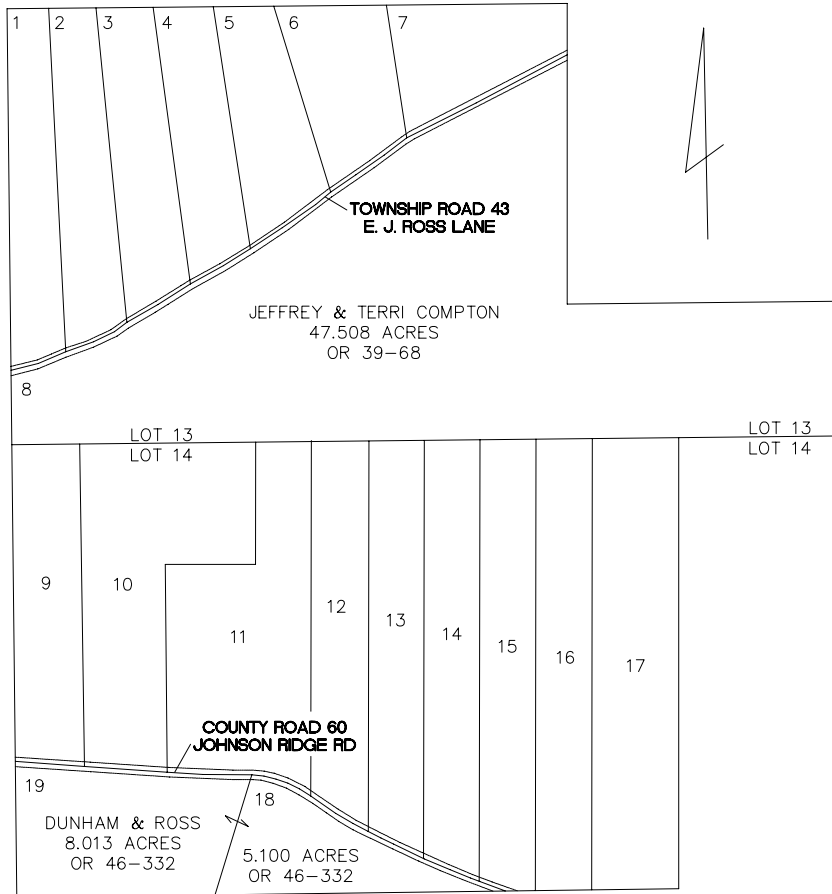 1 2 3 4 5 6 7
TOWNSHIP ROAD 43
E. J. ROSS LANE
JEFFREY & TERRI COMPTON
47.508 ACRES
OR 39-68
8
LOT 13
LOT 14
LOT 13
LOT 14
9
10
11
12
13
14
15
16
17
COUNTY ROAD 60
JOHNSON RIDGE RD
19
DUNHAM & ROSS
8.013 ACRES
OR 46-332
18
5.100 ACRES
OR 46-332